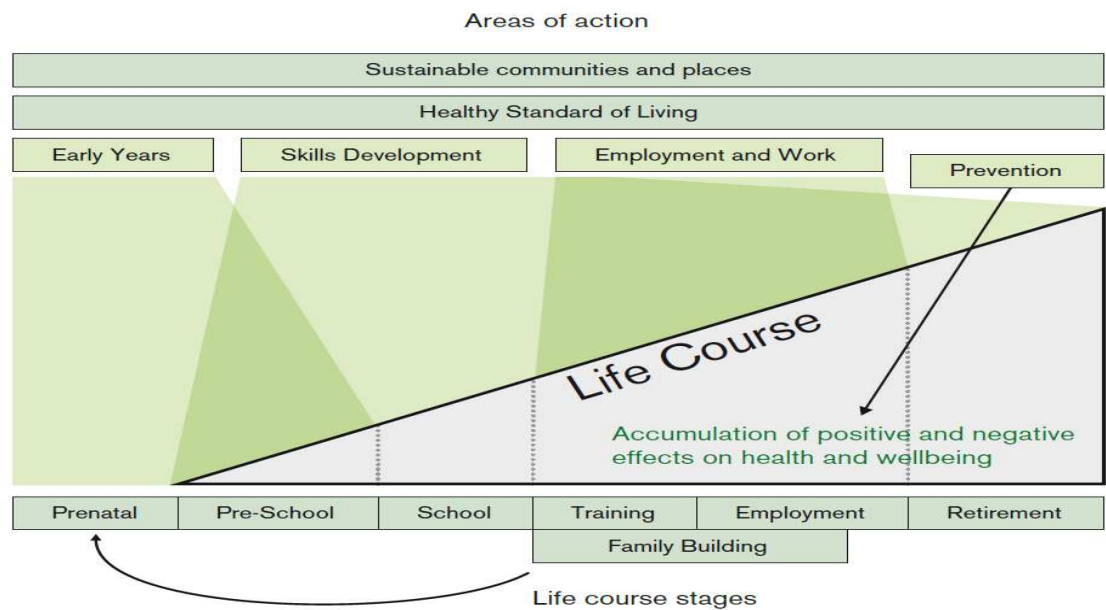 Areas of action
Sustainable communities and places
Healthy Standard of Living
Early Years
Skills Development
Employment and Work
Prevention
Life Course
Accumulation of positive and negative
effects on health and wellbeing
Prenatal
Pre-School
School
Training
Employment
Retirement
Family Building
Life course stages